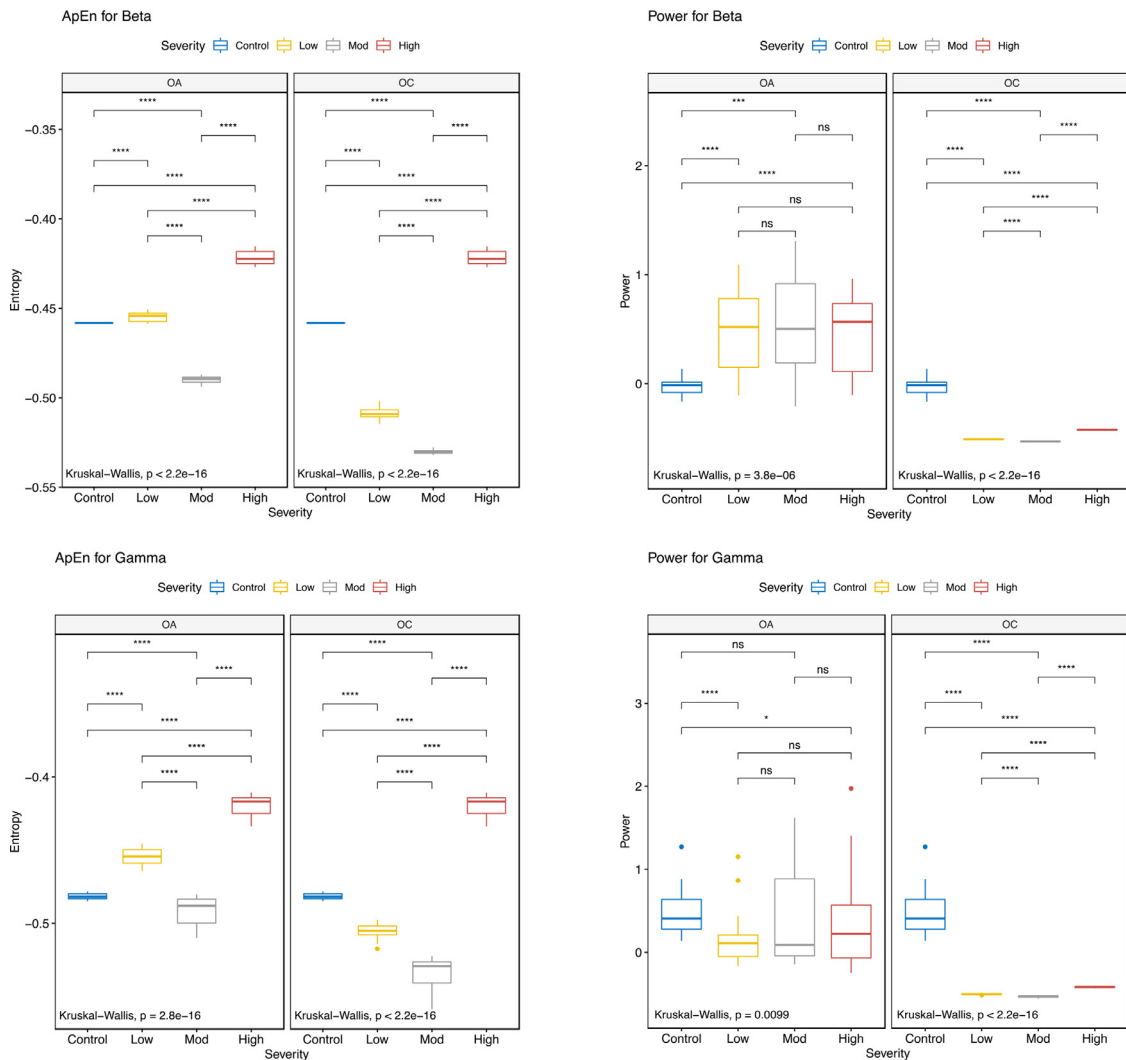 ApEn for Beta
Severity Control Low Mod High
OA OC
**** ****
**** ****
**** ****
**** ****
**** ****
**** ****
−0.35
−0.40
−0.45
−0.50
−0.55
Entropy
Kruskal−Wallis, p < 2.2e−16 Kruskal−Wallis, p < 2.2e−16
Control Low Mod High Control Low Mod High
Severity
Power for Beta
Severity Control Low Mod High
OA OC
*** ****
ns ****
**** ****
**** ****
ns ****
ns ****
2
1
0
Power
Kruskal−Wallis, p = 3.8e−06 Kruskal−Wallis, p < 2.2e−16
Control Low Mod High Control Low Mod High
Severity
ApEn for Gamma
Severity Control Low Mod High
OA OC
**** ****
**** ****
**** ****
**** ****
**** ****
**** ****
−0.4
−0.5
Entropy
Kruskal−Wallis, p = 2.8e−16 Kruskal−Wallis, p < 2.2e−16
Control Low Mod High Control Low Mod High
Severity
Power for Gamma
Severity Control Low Mod High
OA OC
ns ****
ns ****
**** ****
* ****
ns ****
ns ****
3
2
1
0
Power
Kruskal−Wallis, p = 0.0099 Kruskal−Wallis, p < 2.2e−16
Control Low Mod High Control Low Mod High
Severity